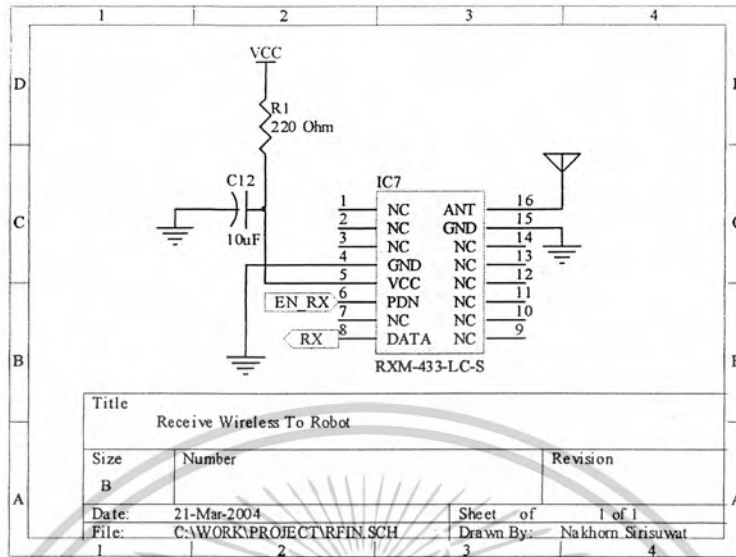 1 2 3 4
D
VCC
R1
220 Ohm
C12
10uF
IC7
C C
1 NC ANT 16
2 NC GND 15
3 NC NC 14
4 GND NC 13
5 VCC NC 12
EN_RX 6 PDN NC 11
7 NC NC 10
RX 8 DATA NC 9
RXM-433-LC-S
B
Title
Receive Wireless To Robot
Size Number Revision
B
A A
Date: 21-Mar-2004 Sheet of 1 of 1
File: C:\WORK\PROJECT\RFIN.SCH Drawn By: Nakhorn Sirisuwat
1 2 3 4